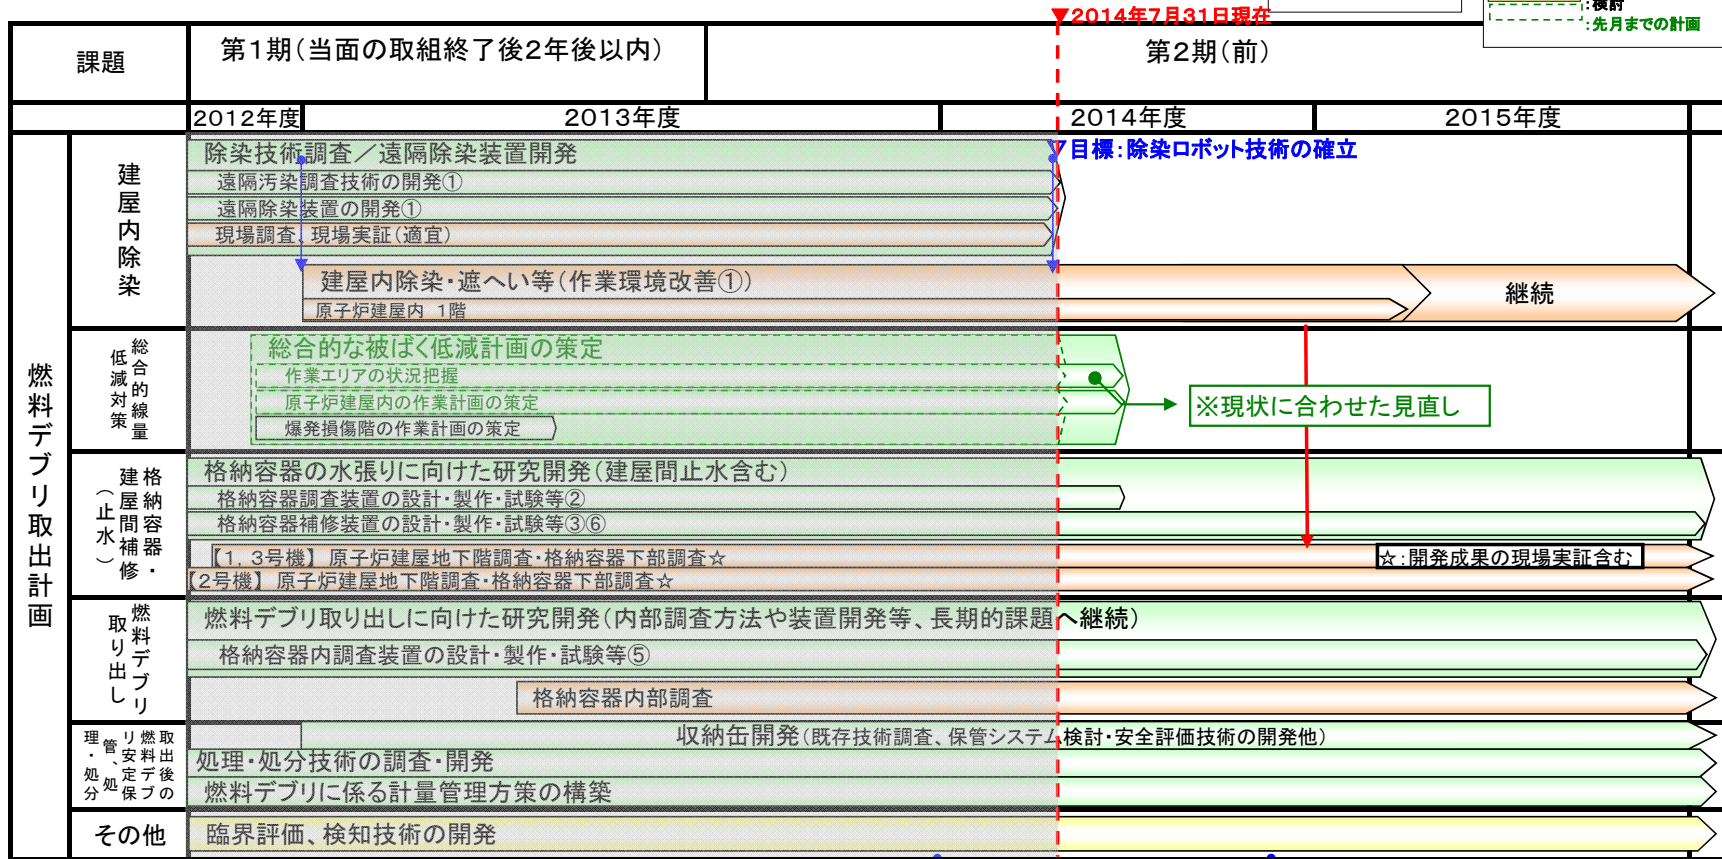 ▼2014年7月31日現在
:検討
:先月までの計画
課題
第1期(当面の取組終了後2年後以内)
第2期(前)
2012年度
2013年度
2014年度
2015年度
燃料デブリ取出計画
建屋内除染
除染技術調査／遠隔除染装置開発
▽目標：除染ロボット技術の確立
遠隔汚染調査技術の開発①
遠隔除染装置の開発①
現場調査、現場実証(適宜)
建屋内除染・遮へい等(作業環境改善①)
継続
原子炉建屋内 1階
総合的線量
低減対策
総合的な被ばく低減計画の策定
作業エリアの状況把握
原子炉建屋内の作業計画の策定
爆発損傷階の作業計画の策定
※現状に合わせた見直し
格納容器・
建屋間補修
（止水）
格納容器の水張りに向けた研究開発(建屋間止水含む)
格納容器調査装置の設計・製作・試験等②
格納容器補修装置の設計・製作・試験等③⑥
【1，3号機】原子炉建屋地下階調査・格納容器下部調査☆
☆：開発成果の現場実証含む
【2号機】原子炉建屋地下階調査・格納容器下部調査☆
燃料デブリ
取り出し
燃料デブリ取り出しに向けた研究開発(内部調査方法や装置開発等、長期的課題へ継続)
格納容器内調査装置の設計・製作・試験等⑤
格納容器内部調査
取出後の
燃料デブ
リ安定保
管、処
理・処分
収納缶開発(既存技術調査、保管システム検討・安全評価技術の開発他)
処理・処分技術の調査・開発
燃料デブリに係る計量管理方策の構築
その他
臨界評価、検知技術の開発